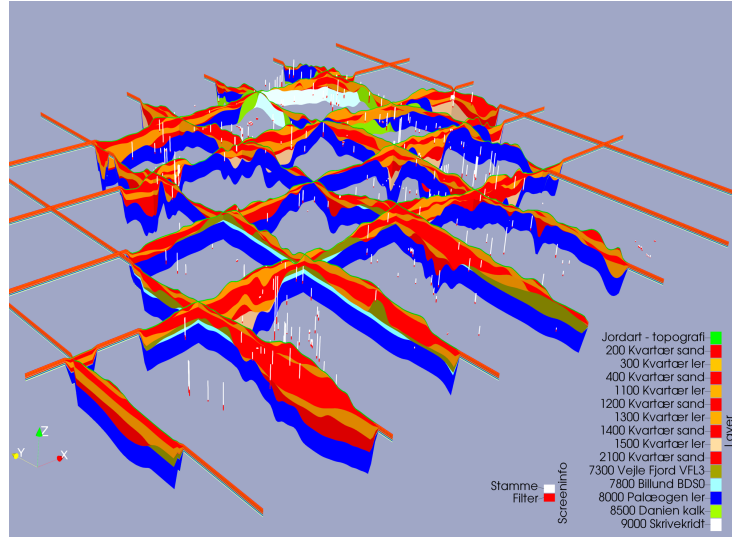 Jordart - topografi
200 Kvartær sand
300 Kvartær ler
400 Kvartær sand
1100 Kvartær ler
1200 Kvartær sand
1300 Kvartær ler
1400 Kvartær sand
1500 Kvartær ler
2100 Kvartær sand
7300 Vejle Fjord VFL3
7800 Billund BDS0
8000 Palæogen ler
8500 Danien kalk
9000 Skrivekridt
Layer
Stamme
Filter
Screeninfo
Z
Y
X